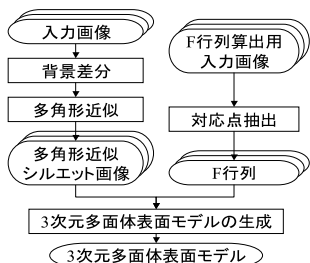 入力画像
背景差分
多角形近似
多角形近似
シルエット画像
F行列算出用
入力画像
対応点抽出
F行列
3次元多面体表面モデルの生成
3次元多面体表面モデル